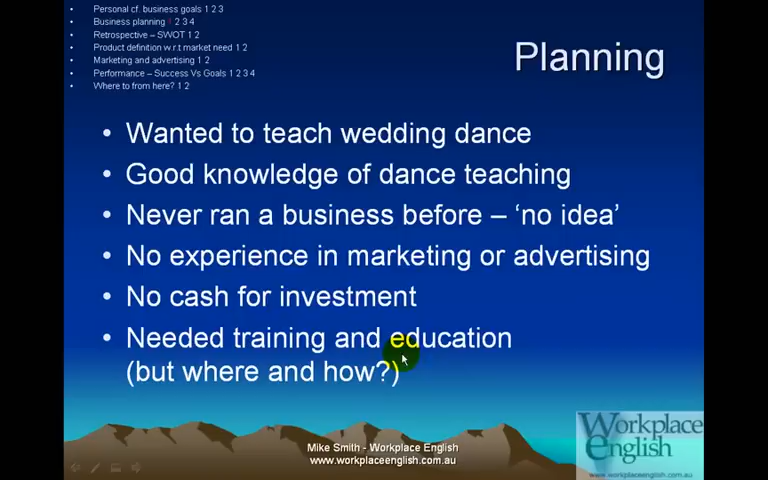 Personal cf. business goals 1 2 3
Business planning 1 2 3 4
Retrospective – SWOT 1 2
Product definition w r t market need 1 2
Marketing and advertising 1 2
Performance – Success Vs Goals 1 2 3 4
Where to from here? 1 2
Planning
Wanted to teach wedding dance
Good knowledge of dance teaching
Never ran a business before – ‘no idea’
No experience in marketing or advertising
No cash for investment
Needed training and education
(but where and how?)
Mike Smith - Workplace English
www.workplaceenglish.com.au
Workplace
English
www.workplaceenglish.com.au